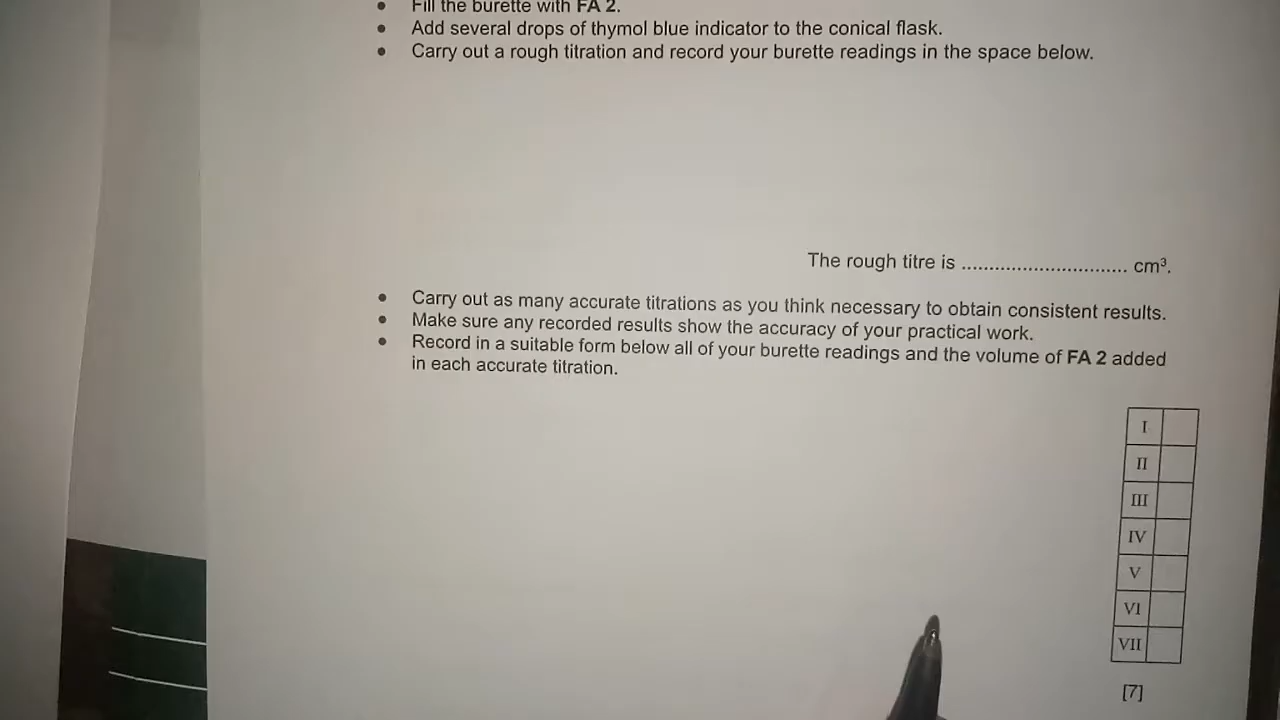 • Fill the burette with FA 2.
• Add several drops of thymol blue indicator to the conical flask.
• Carry out a rough titration and record your burette readings in the space below.
The rough titre is .............................. cm³.
• Carry out as many accurate titrations as you think necessary to obtain consistent results.
• Make sure any recorded results show the accuracy of your practical work.
• Record in a suitable form below all of your burette readings and the volume of FA 2 added
in each accurate titration.
I
II
III
IV
V
VI
VII
[7]